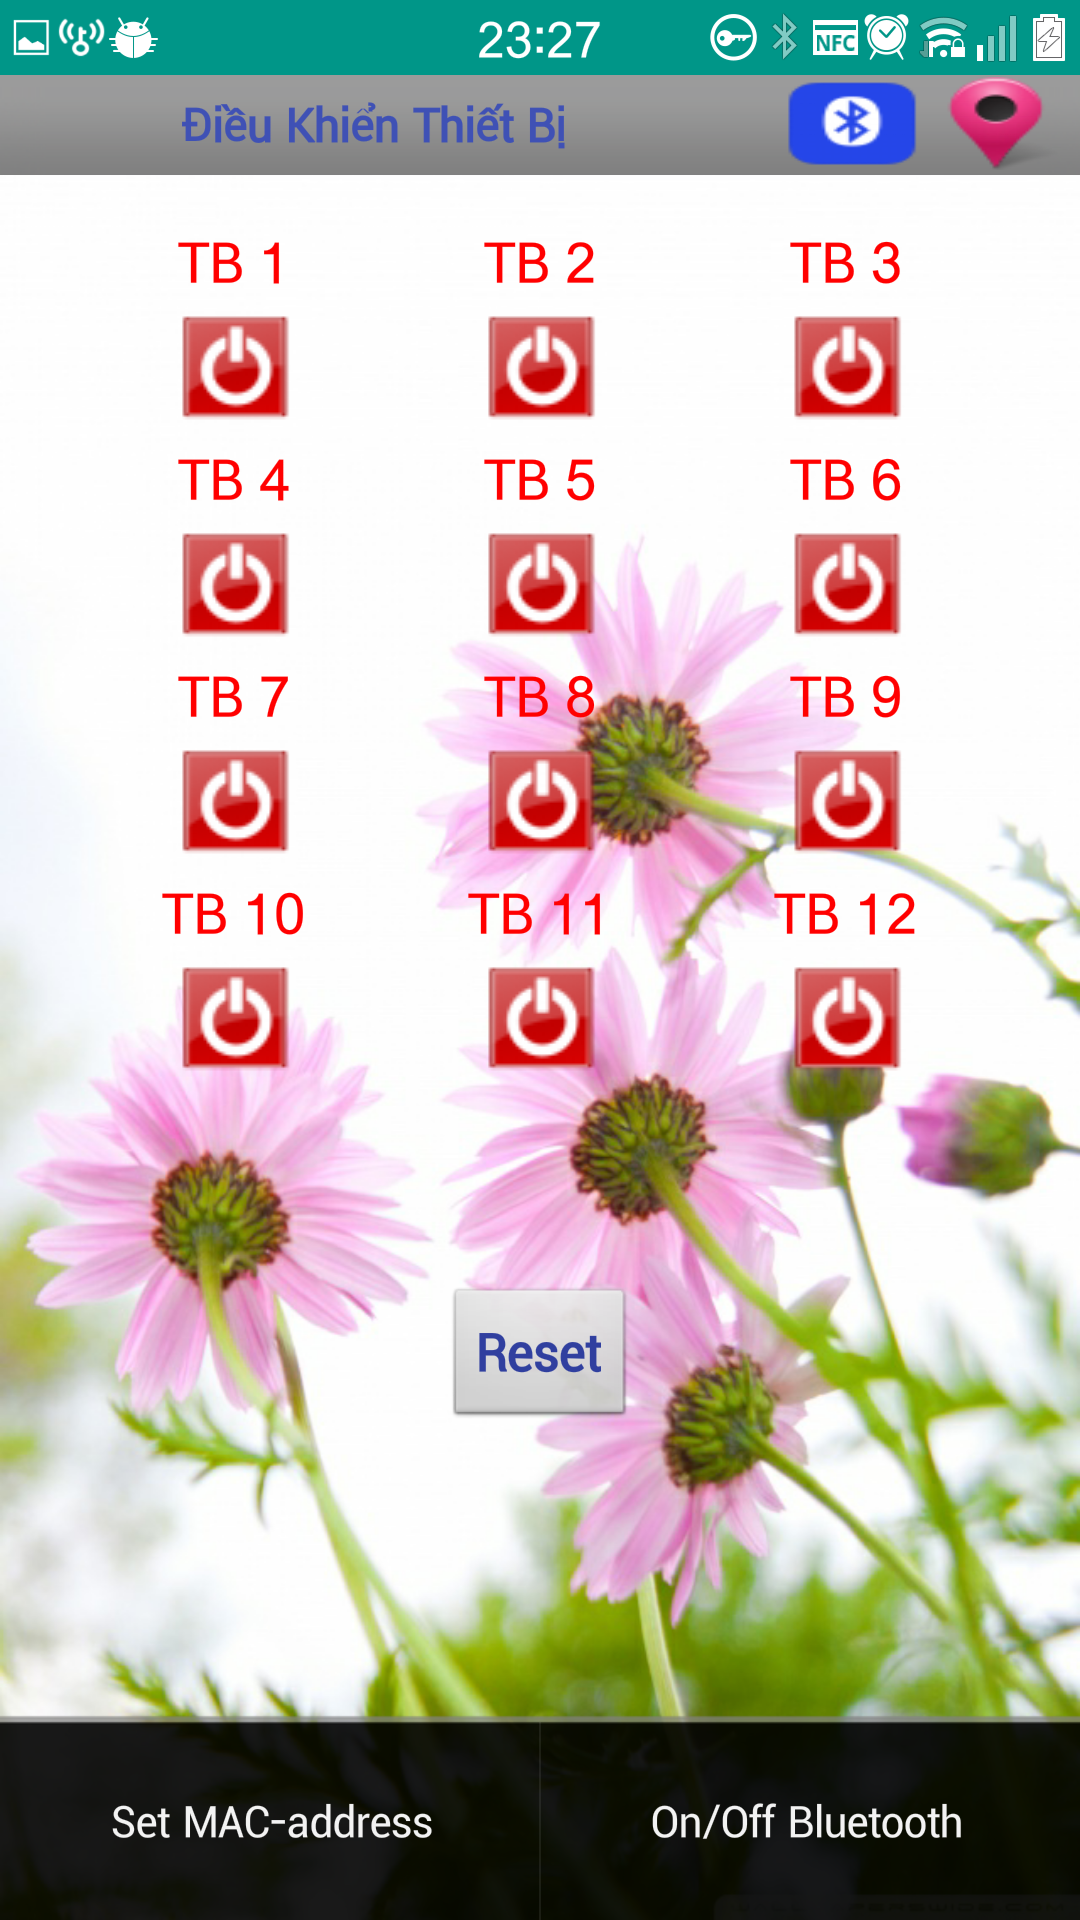 23:27
NFC
Điều Khiển Thiết Bị
TB 1 TB 2 TB 3
TB 4 TB 5 TB 6
TB 7 TB 8 TB 9
TB 10 TB 11 TB 12
Reset
Set MAC-address On/Off Bluetooth